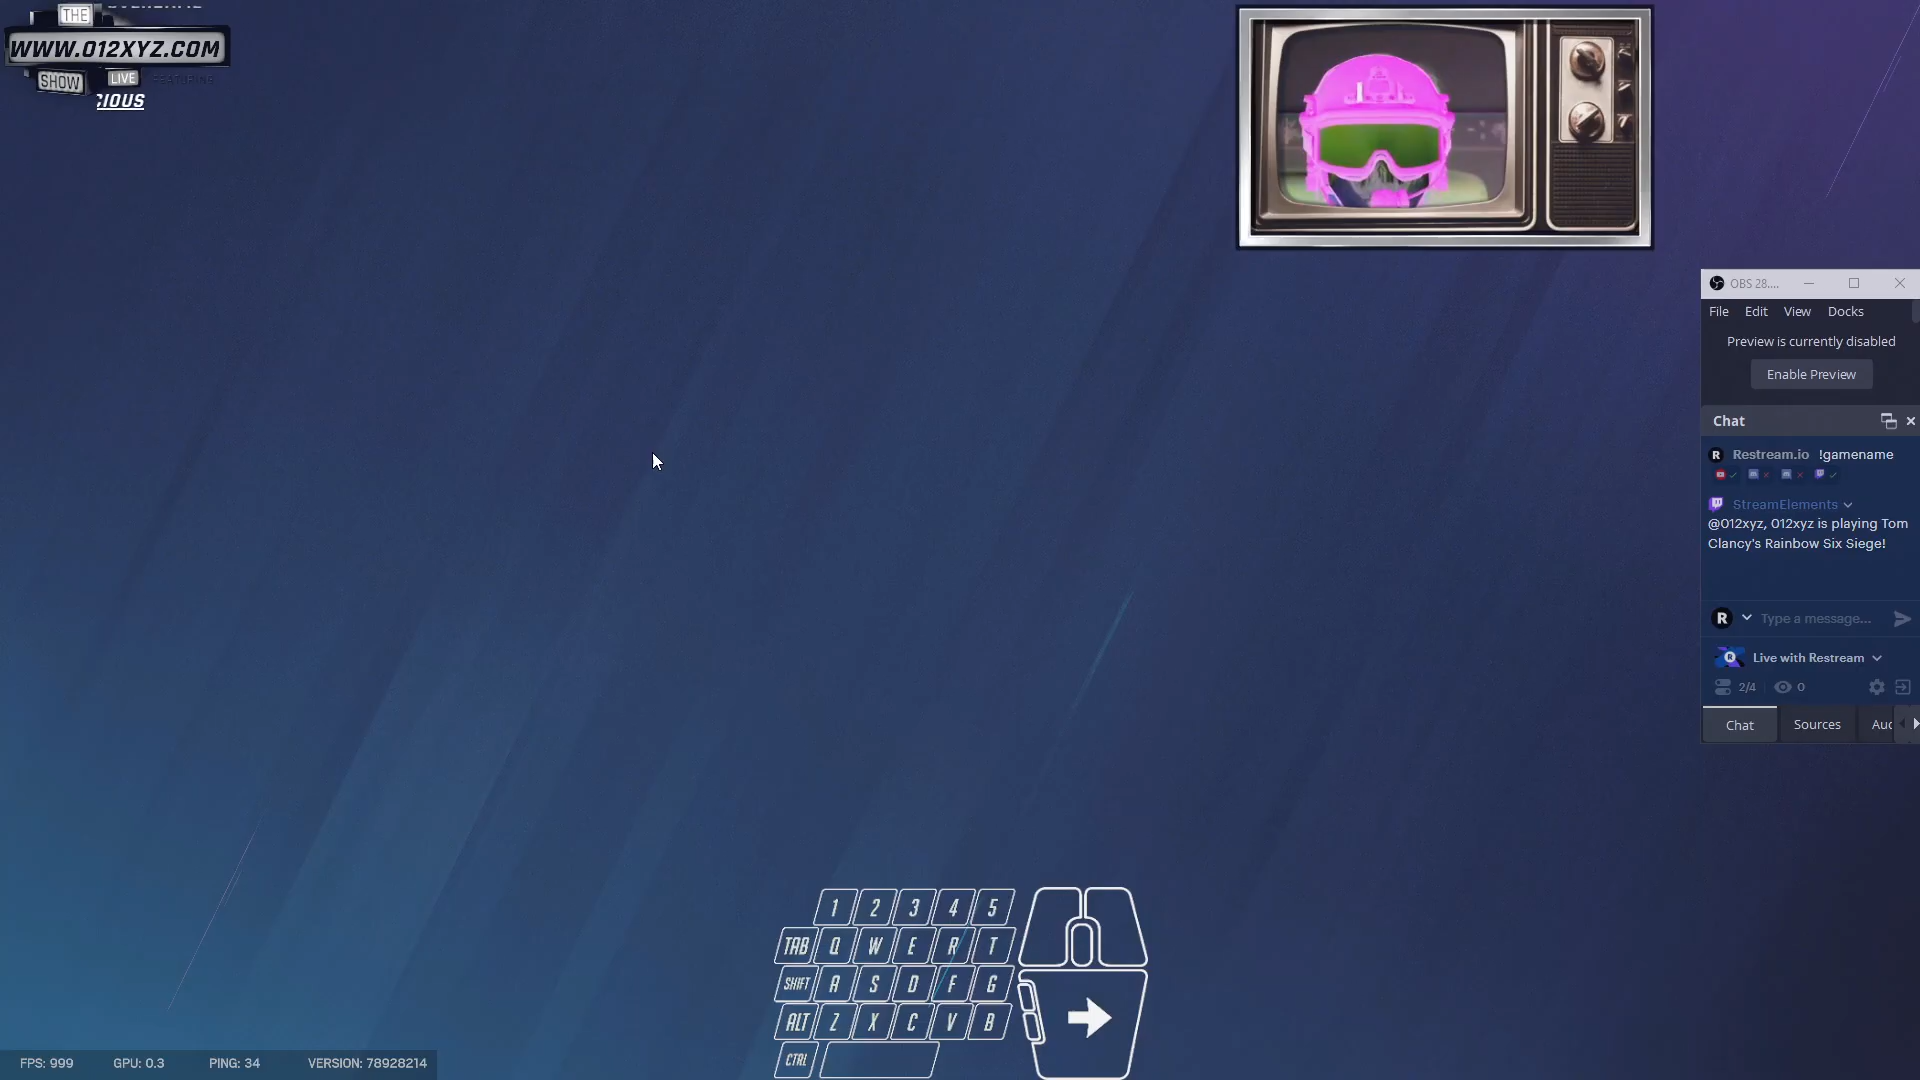 THE
WWW.012XYZ.COM
SHOW
LIVE
FEATURING
CIOUS
OBS 28....
File Edit View Docks
Preview is currently disabled
Enable Preview
Chat
R Restream.io !gamename
StreamElements
@012xyz, 012xyz is playing Tom
Clancy's Rainbow Six Siege!
R Type a message...
R Live with Restream
2/4 0
Chat Sources Auc
1 2 3 4 5
TAB Q W E R T
SHIFT A S D F G
ALT Z X C V B
CTRL
FPS: 999 GPU: 0.3 PING: 34 VERSION: 78928214